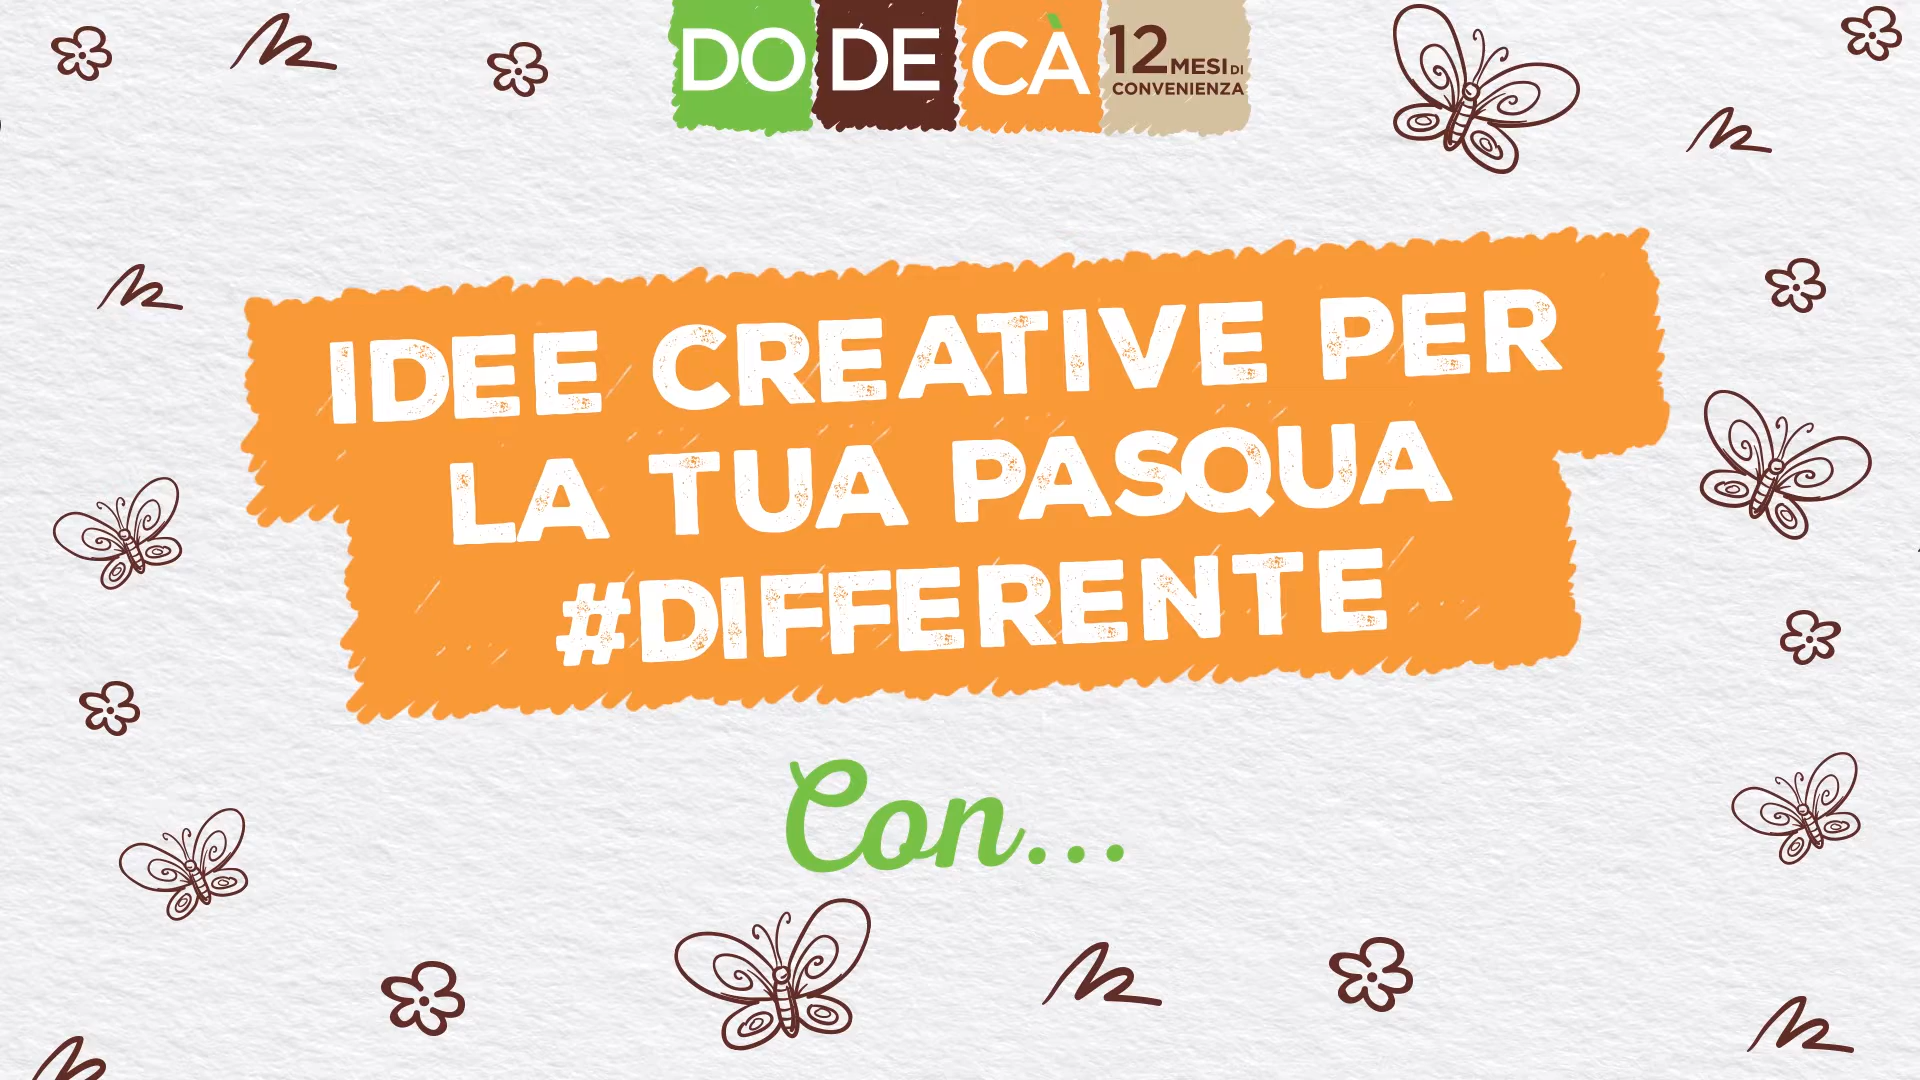 DO DE CÀ 12 MESI DI
CONVENIENZA
IDEE CREATIVE PER
LA TUA PASQUA
#DIFFERENTE
Con...